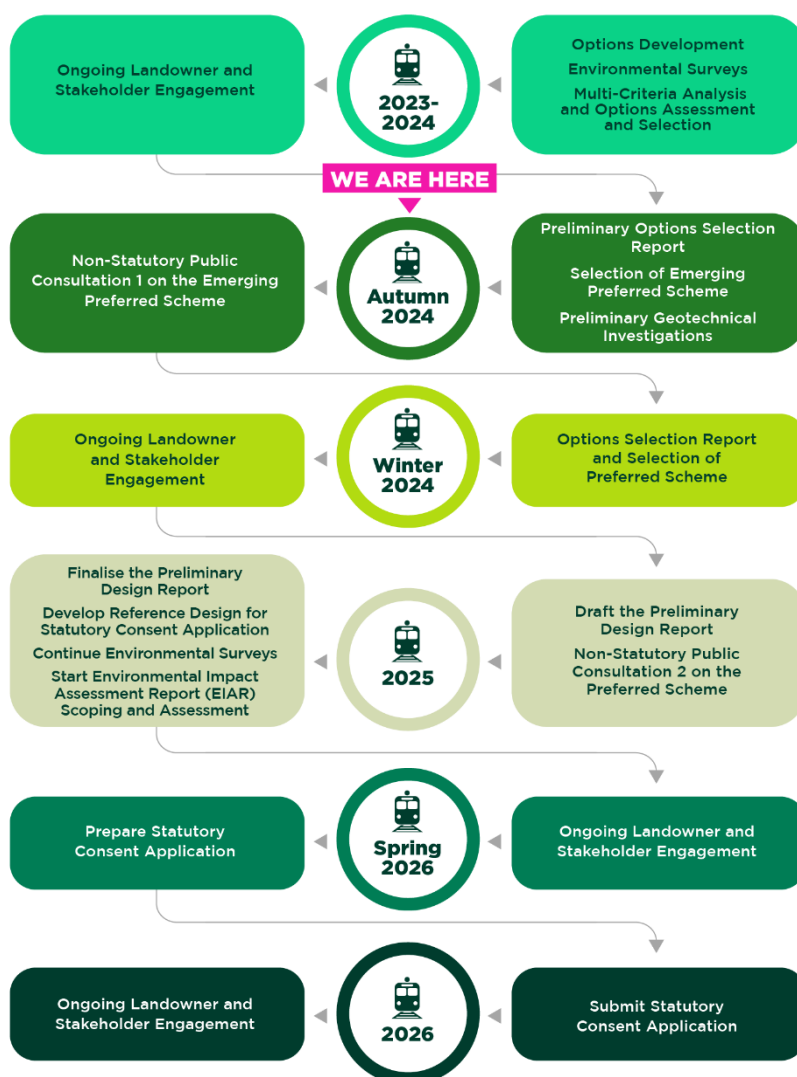 Ongoing Landowner and
Stakeholder Engagement
2023-
2024
Options Development
Environmental Surveys
Multi-Criteria Analysis
and Options Assessment
and Selection
WE ARE HERE
Non-Statutory Public
Consultation 1 on the Emerging
Preferred Scheme
Autumn
2024
Preliminary Options Selection
Report
Selection of Emerging
Preferred Scheme
Preliminary Geotechnical
Investigations
Ongoing Landowner
and Stakeholder
Engagement
Winter
2024
Options Selection Report
and Selection of
Preferred Scheme
Finalise the Preliminary
Design Report
Develop Reference Design for
Statutory Consent Application
Continue Environmental Surveys
Start Environmental Impact
Assessment Report (EIAR)
Scoping and Assessment
2025
Draft the Preliminary
Design Report
Non-Statutory Public
Consultation 2 on the
Preferred Scheme
Prepare Statutory
Consent Application
Spring
2026
Ongoing Landowner and
Stakeholder Engagement
Ongoing Landowner and
Stakeholder Engagement
2026
Submit Statutory
Consent Application